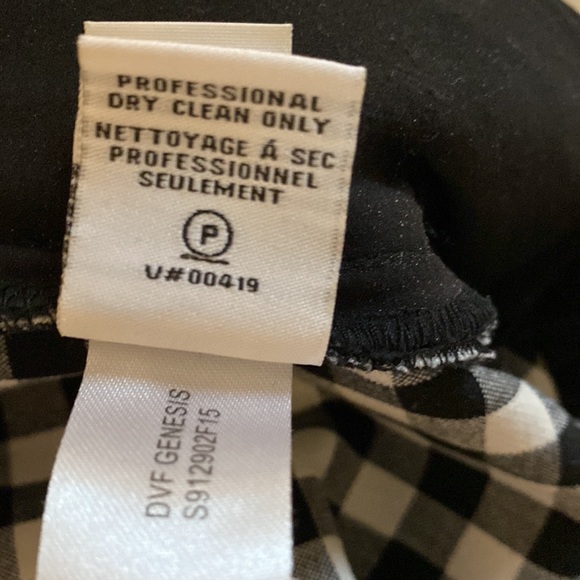 PROFESSIONAL
DRY CLEAN ONLY
NETTOYAGE Á SEC
PROFESSIONNEL
SEULEMENT
P
V#00419
DVF GENESIS
S912902F15